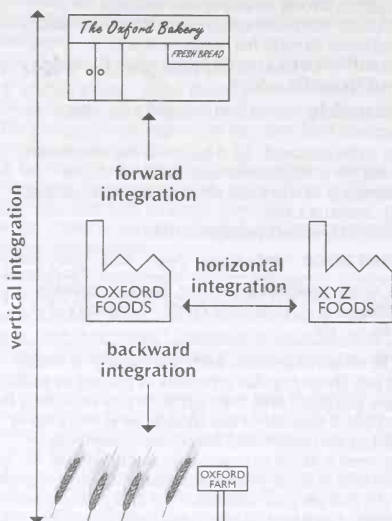 The Oxford Bakery
FRESH BREAD
forward
integration
vertical integration
OXFORD
FOODS
horizontal
integration
XYZ
FOODS
backward
integration
OXFORD
FARM